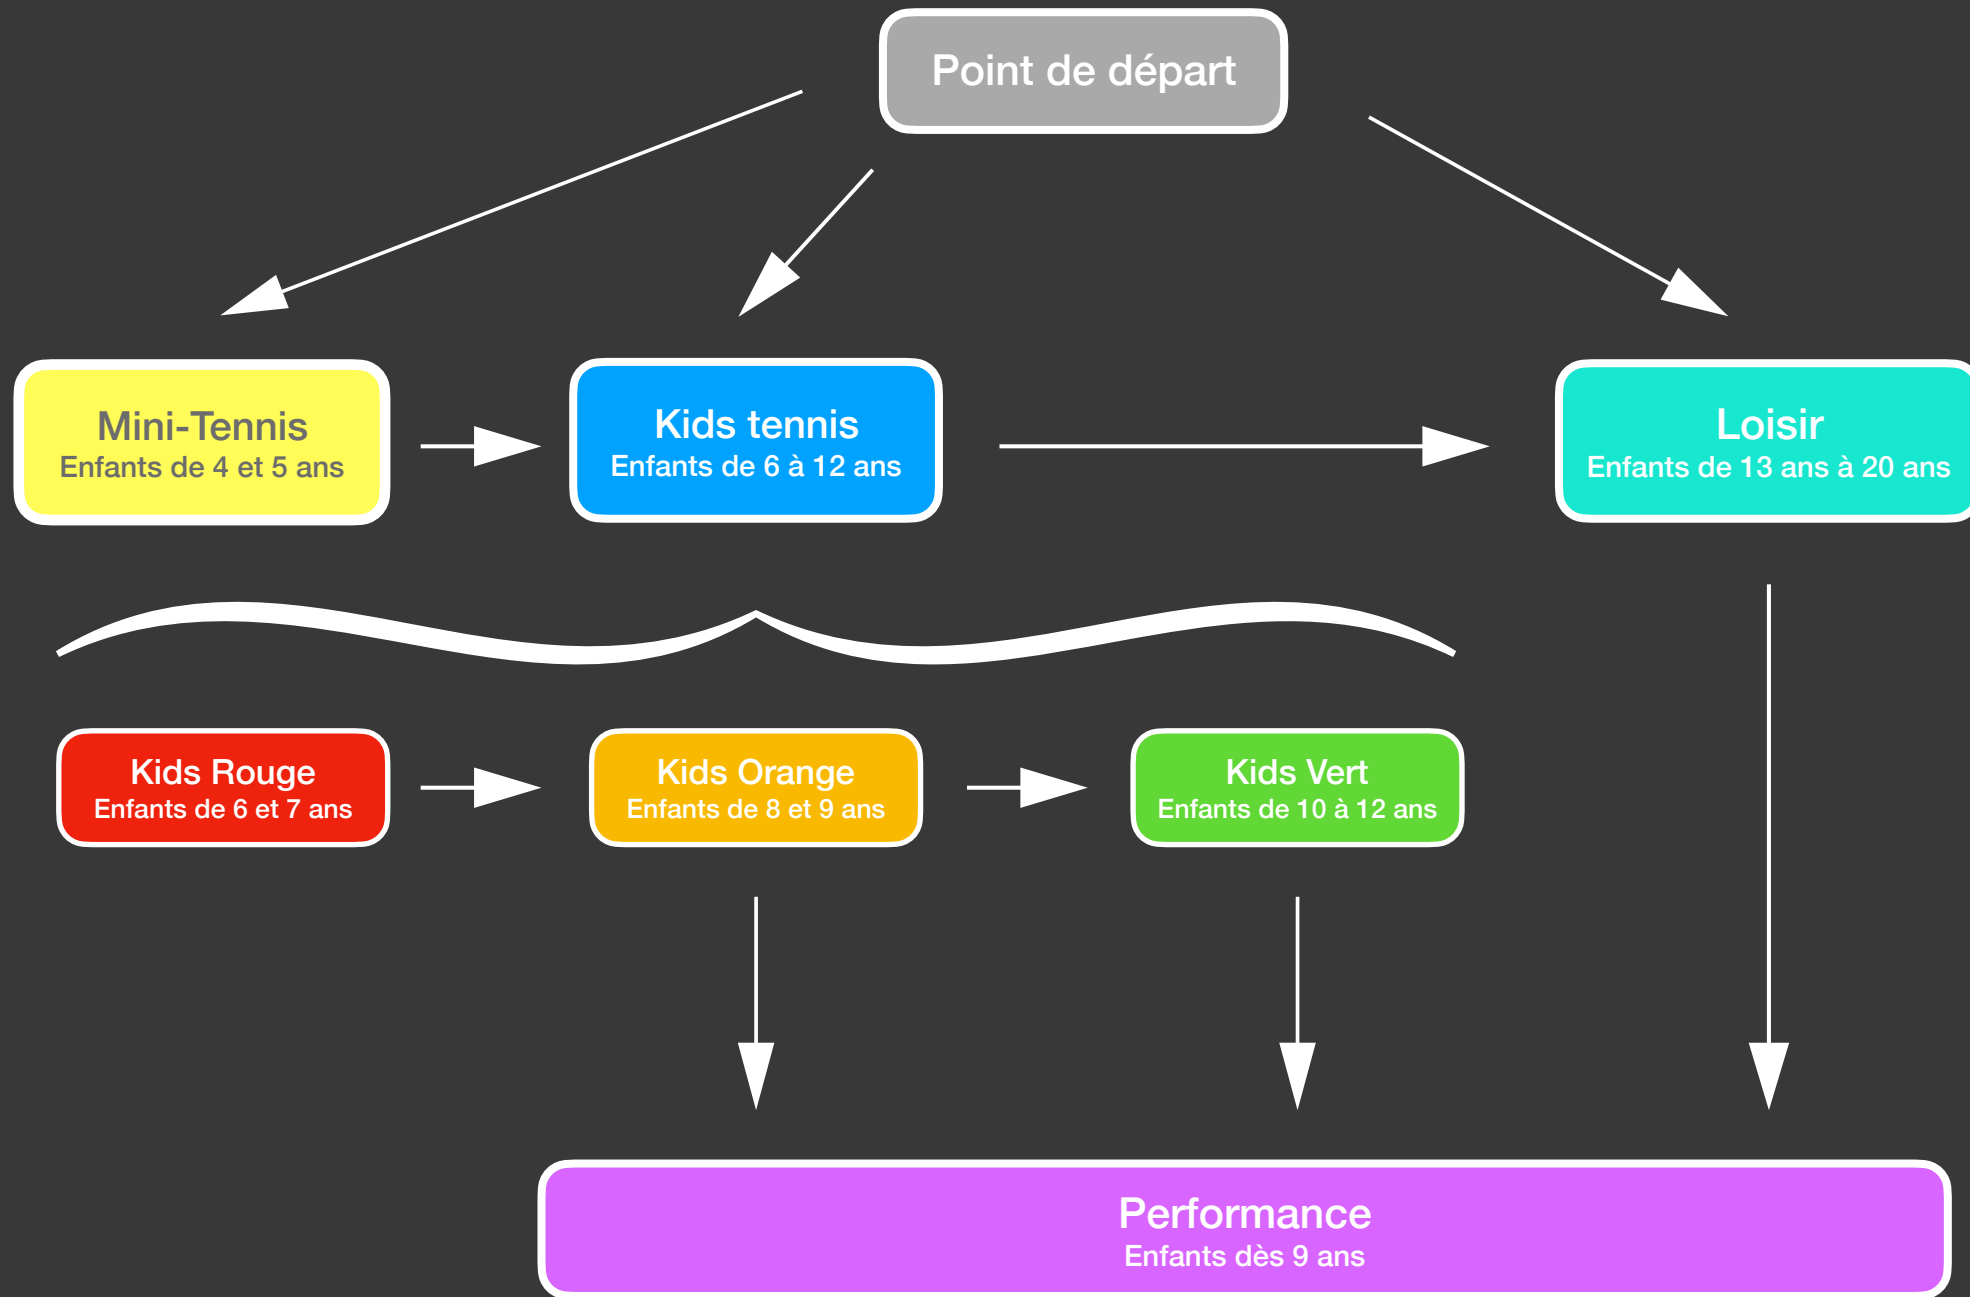 Point de départ
Mini-Tennis
Enfants de 4 et 5 ans
Kids tennis
Enfants de 6 à 12 ans
Loisir
Enfants de 13 ans à 20 ans
Kids Rouge
Enfants de 6 et 7 ans
Kids Orange
Enfants de 8 et 9 ans
Kids Vert
Enfants de 10 à 12 ans
Performance
Enfants dès 9 ans